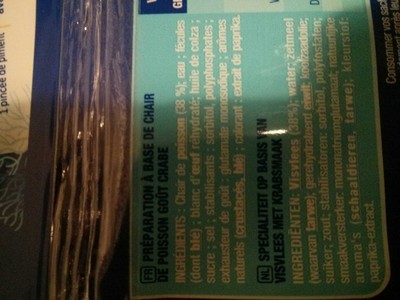 1 pincée de piment
FR PRÉPARATION À BASE DE CHAIR
DE POISSON GOÛT CRABE
INGRÉDIENTS : Chair de poisson (38 %), eau ; fécules
(dont blé) ; blanc d'œuf réhydraté; huile de colza ;
sucre ; sel ; stabilisants : sorbitol, polyphosphates ;
exhausteur de goût : glutamate monosodique ; arômes
naturels (crustacés, blé) ; colorant : extrait de paprika.
NL SPECIALITEIT OP BASIS VAN
VISVLEES MET KRABSMAAK
INGREDIËNTEN: Visvlees (38%); water; zetmeel
(waarvan tarwe); gerehydrateerd eiwit; koolzaadolie;
suiker; zout; stabilisatoren: sorbitol, polyfosfaten;
smaakversterker: mononatriumglutamaat; natuurlijke
aroma's (schaaldieren, tarwe); kleurstof:
paprika-extract.
Consommer vos